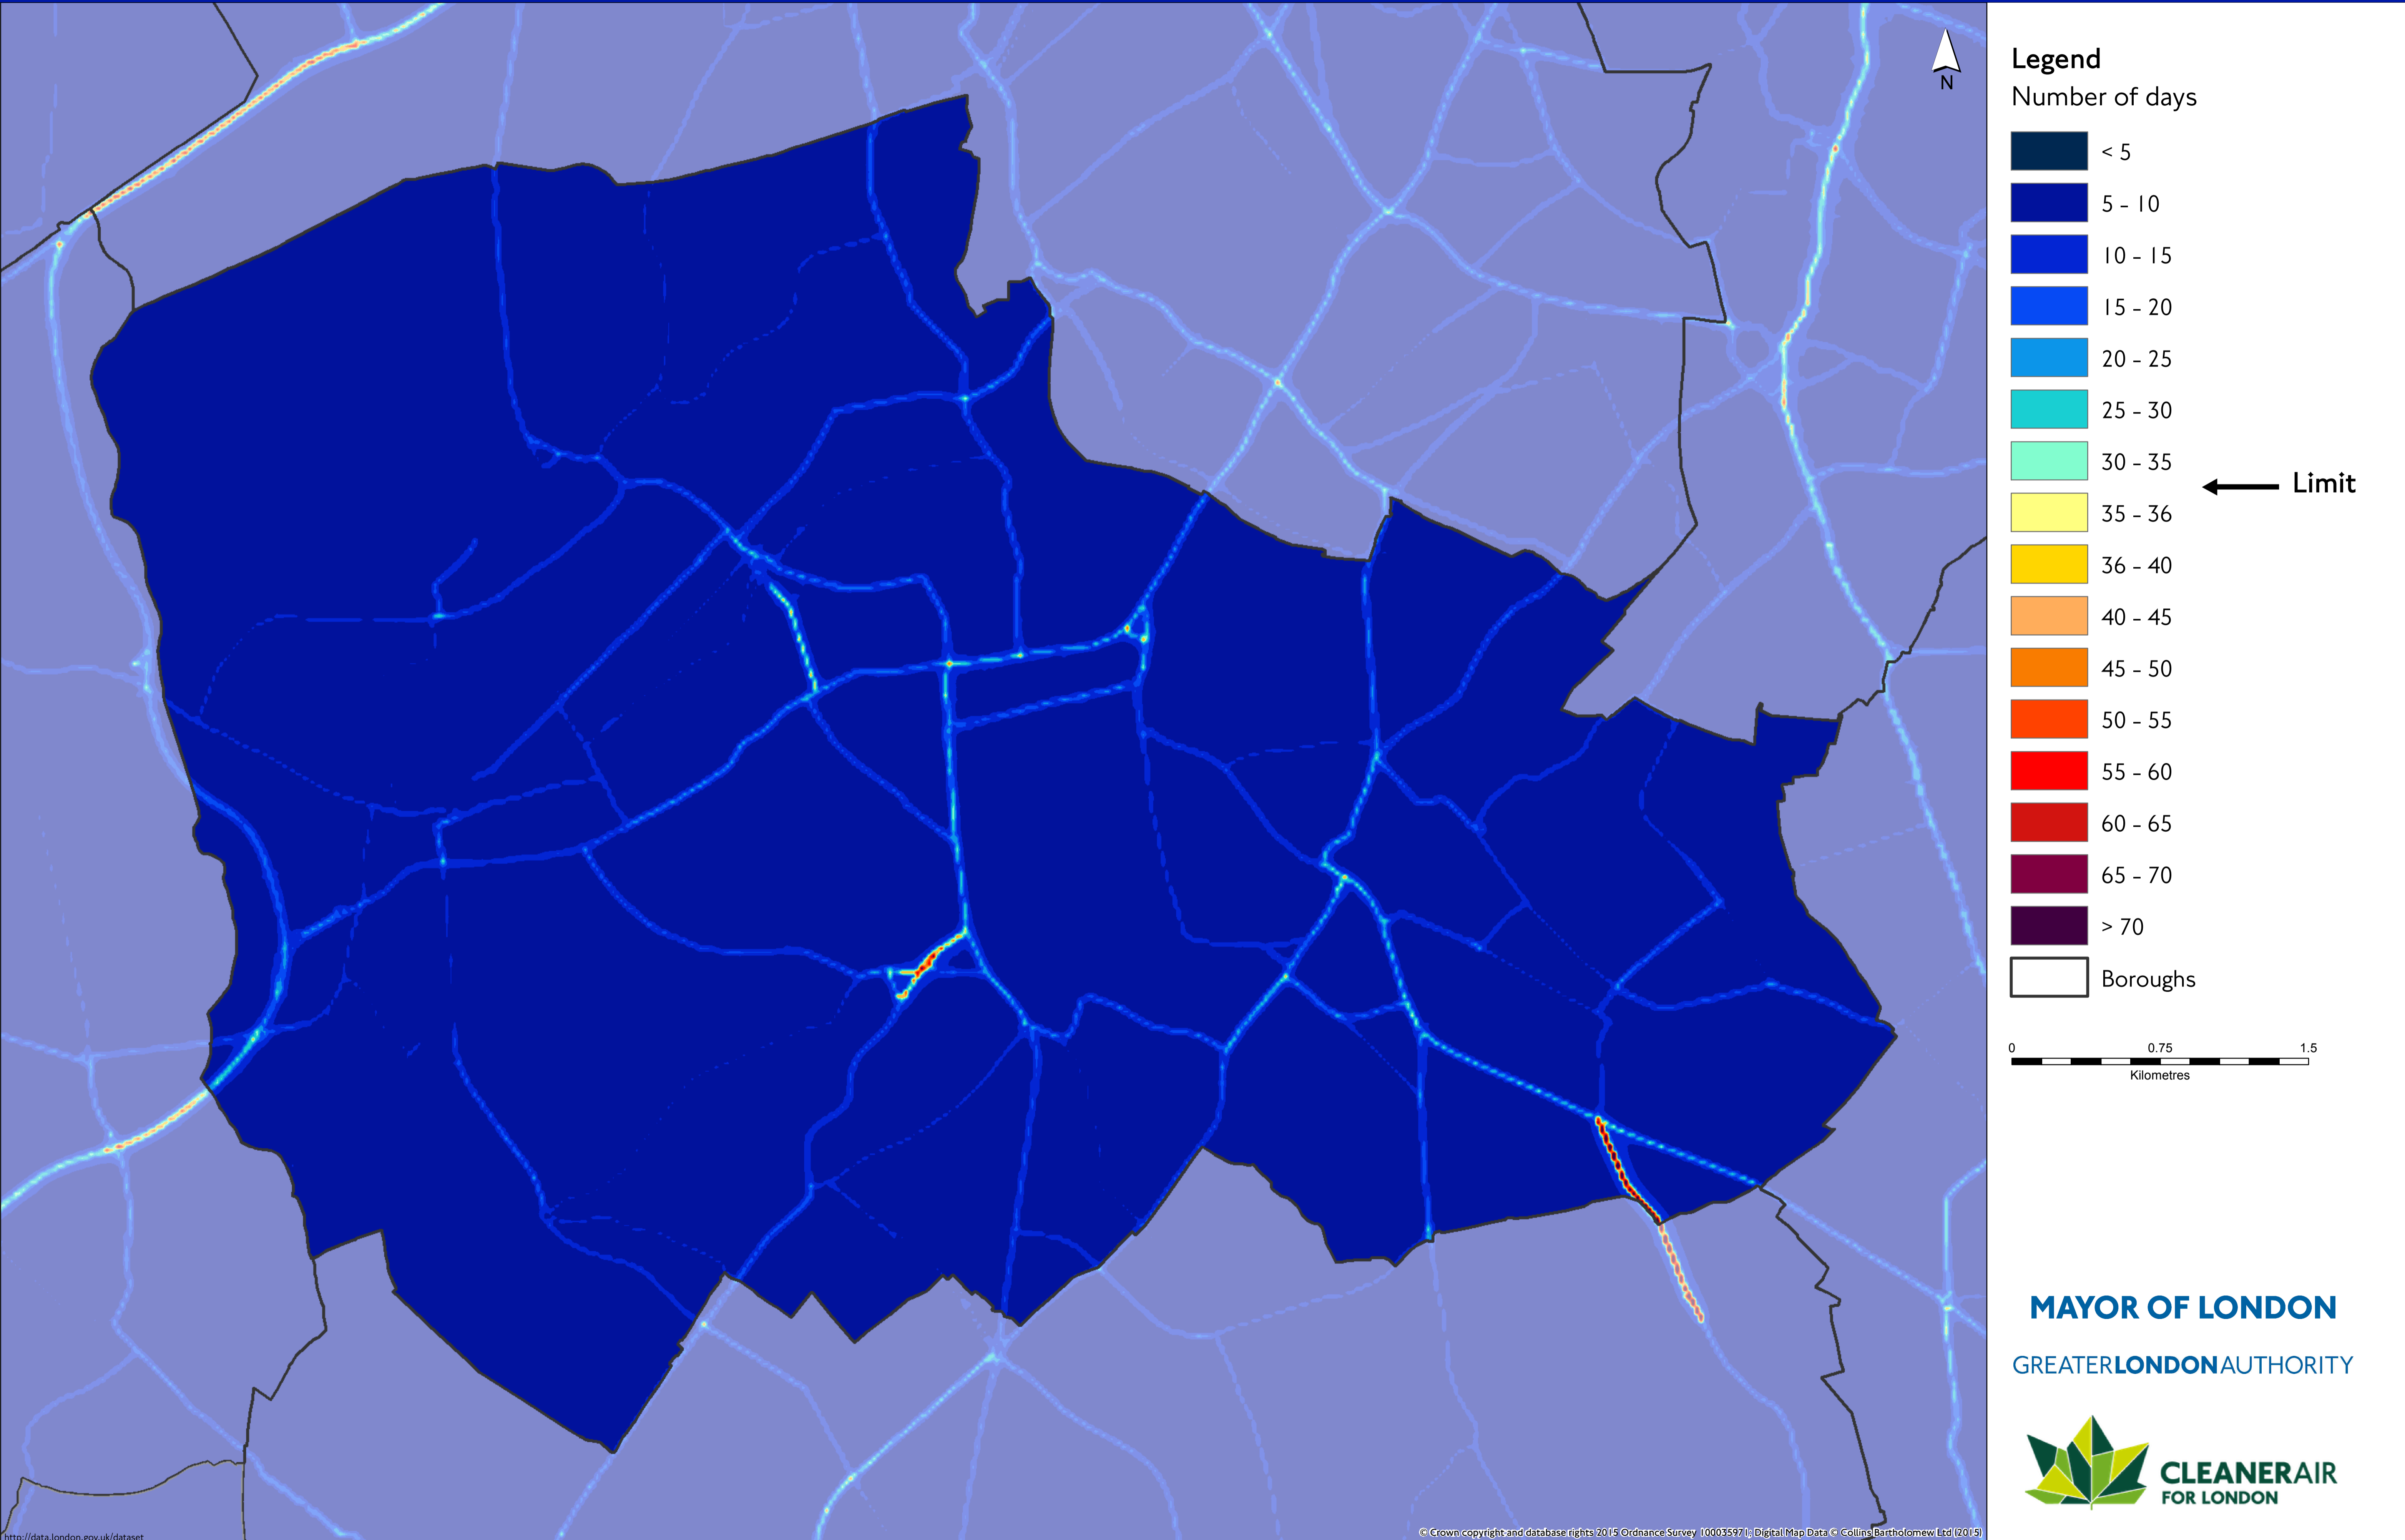 N
Legend
Number of days
< 5
5 - 10
10 - 15
15 - 20
20 - 25
25 - 30
30 - 35
Limit
35 - 36
36 - 40
40 - 45
45 - 50
50 - 55
55 - 60
60 - 65
65 - 70
> 70
Boroughs
0 0.75 1.5
Kilometres
MAYOR OF LONDON
GREATERLONDONAUTHORITY
CLEANERAIR
FOR LONDON
http://data.london.gov.uk/dataset
© Crown copyright and database rights 2015 Ordnance Survey 100035971; Digital Map Data © Collins Bartholomew Ltd (2015)